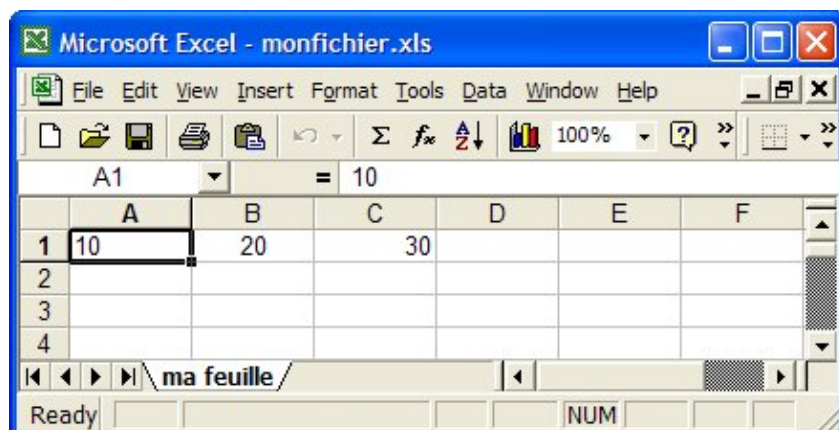 Microsoft Excel - monfichier.xls
File Edit View Insert Format Tools Data Window Help
Σ fx A Z 100% ? »  »
A1 = 10
A B C D E F
1 10 20 30
2
3
4
ma feuille
Ready NUM